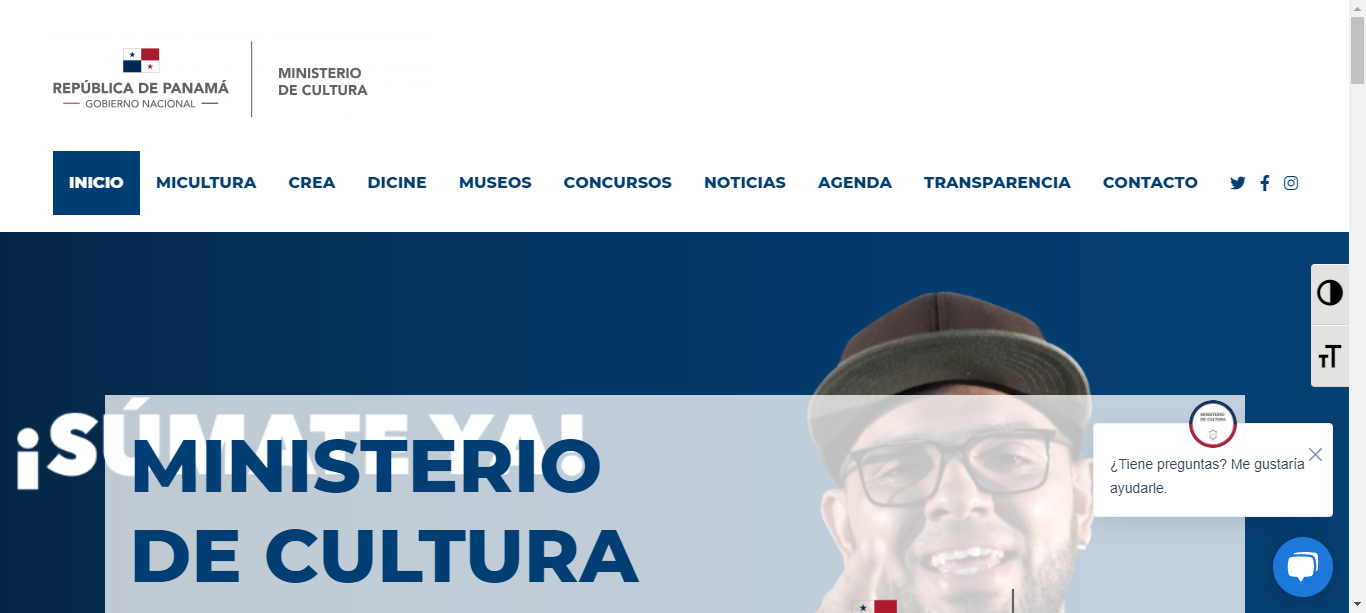 REPÚBLICA DE PANAMÁ
GOBIERNO NACIONAL
MINISTERIO
DE CULTURA
INICIO MICULTURA CREA DICINE MUSEOS CONCURSOS NOTICIAS AGENDA TRANSPARENCIA CONTACTO
¡SÚMATE YA!
MINISTERIO
DE CULTURA
MINISTERIO
DE CULTURA
¿Tiene preguntas? Me gustaría
ayudarle.